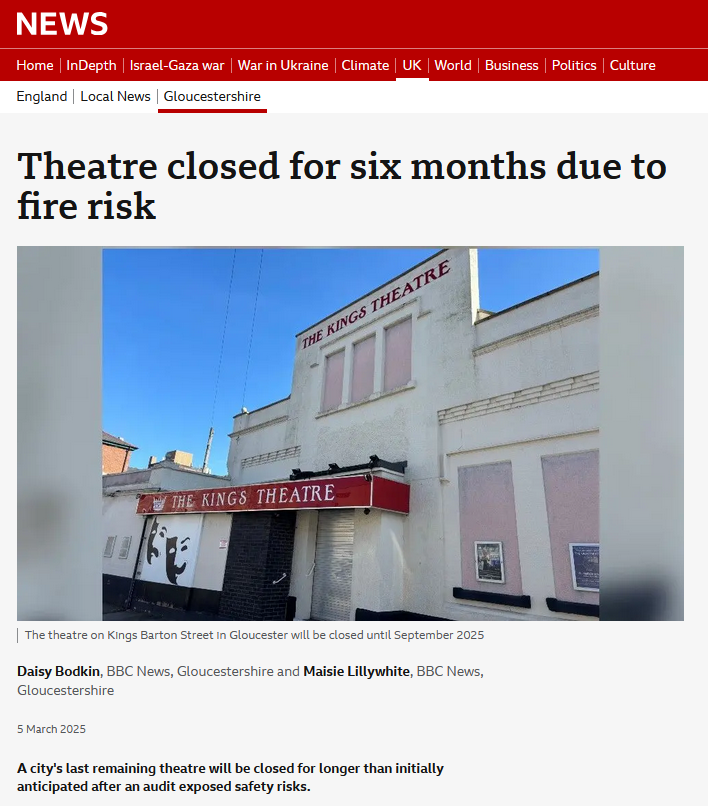 NEWS
Home InDepth Israel-Gaza war War in Ukraine Climate UK World Business Politics Culture
England Local News Gloucestershire
Theatre closed for six months due to
fire risk
THE KINGS THEATRE
THE KINGS THEATRE
The theatre on Kings Barton Street in Gloucester will be closed until September 2025
Daisy Bodkin, BBC News, Gloucestershire and Maisie Lillywhite, BBC News,
Gloucestershire
5 March 2025
A city's last remaining theatre will be closed for longer than initially
anticipated after an audit exposed safety risks.